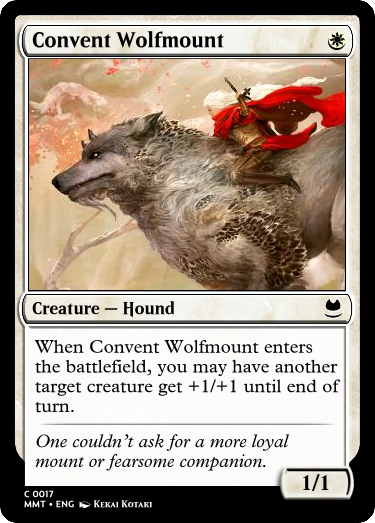 Convent Wolfmount
Creature — Hound
When Convent Wolfmount enters
the battlefield, you may have another
target creature get +1/+1 until end of
turn.
One couldn't ask for a more loyal
mount or fearsome companion.
1/1
C 0017
MMT • ENG Kekai Kotaki